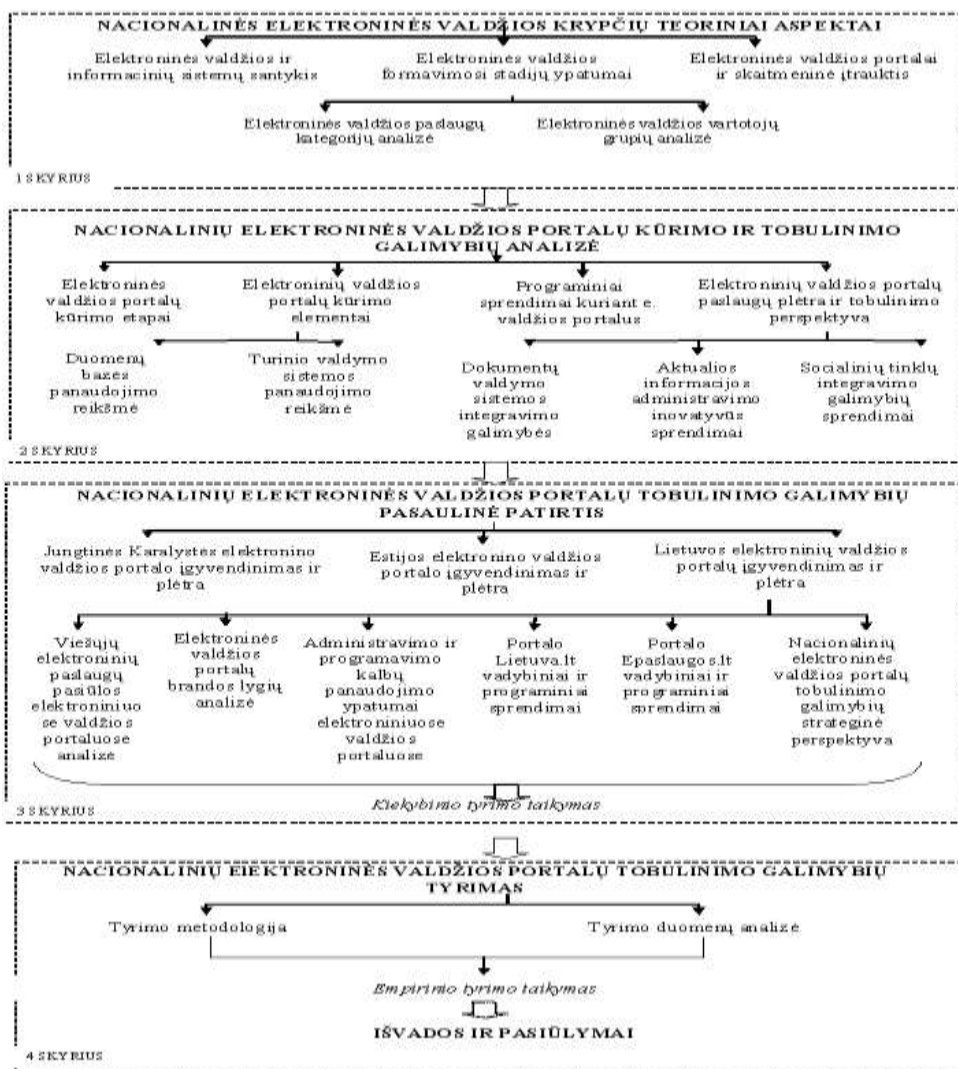 NACIONALINĖS ELEKTRONINĖS VALDŽIOS KRYPČIŲ TEORINIAI ASPEKTAI
Elektroninės valdžios ir
informacinių sistemų santykis
Elektroninės valdžios
formavimosi stadijų ypatumai
Elektroninės valdžios portalai
ir skaitmeninė įtrauktis
Elektroninės valdžios paslaugų
kategorijų analizė
Elektroninės valdžios vartotojų
grupių analizė
1 SKYRIUS
NACIONALINIŲ ELEKTRONINĖS VALDŽIOS PORTALŲ KŪRIMO IR TOBULINIMO
GALIMYBIŲ ANALIZĖ
Elektroninės
valdžios portalų
kūrimo etapai
Elektroninių valdžios
portalų kūrimo
elementai
Programiniai
sprendimai kuriant e.
valdžios portalus
Elektroninių valdžios portalų
paslaugų plėtra ir tobulinimo
perspektyva
Duomenų
bazės
panaudojimo
reikšmė
Turinio valdymo
sistemos
panaudojimo
reikšmė
Dokumentų
valdymo
sistemos
integravimo
galimybės
Aktualios
informacijos
administravimo
inovatyvūs
sprendimai
Socialinių tinklų
integravimo
galimybių
sprendimai
2 SKYRIUS
NACIONALINIŲ ELEKTRONINĖS VALDŽIOS PORTALŲ TOBULINIMO GALIMYBIŲ
PASAULINĖ PATIRTIS
Jungtinės Karalystės elektronino
valdžios portalo įgyvendinimas ir
plėtra
Estijos elektronino valdžios
portalo įgyvendinimas ir
plėtra
Lietuvos elektroninių valdžios
portalų įgyvendinimas ir
plėtra
Viešųjų
elektroninių
paslaugų
pasiūlos
elektroniniuo
se valdžios
portaluose
analizė
Elektroninės
valdžios
portalų
brandos lygių
analizė
Administravimo ir
programavimo
kalbų
panaudojimo
ypatumai
elektroniniuose
valdžios
portaluose
Portalo
Lietuva.lt
vadybiniai ir
programiniai
sprendimai
Portalo
Epaslaugos.lt
vadybiniai ir
programiniai
sprendimai
Nacionalinių
elektroninės
valdžios portalų
tobulinimo
galimybių
strateginė
perspektyva
Kiekybinio tyrimo taikymas
3 SKYRIUS
NACIONALINIŲ ElEKTRONINĖS VALDŽIOS PORTALŲ TOBULINIMO GALIMYBIŲ
TYRIMAS
Tyrimo metodologija
Tyrimo duomenų analizė
Empirinio tyrimo taikymas
IŠVADOS IR PASIŪLYMAI
4 SKYRIUS